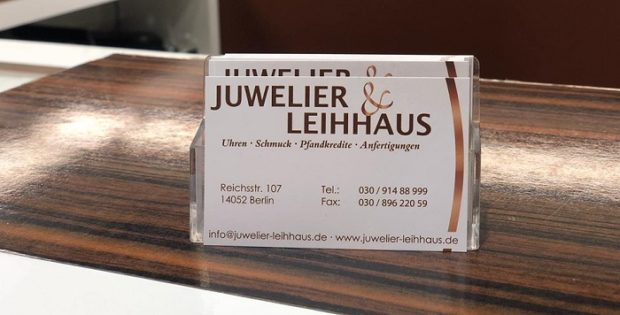 JUWELIER &
JUWELIER &
LEIHHAUS
Uhren · Schmuck · Pfandkredite · Anfertigungen
Reichsstr. 107
14052 Berlin
Tel.: 030 / 914 88 999
Fax: 030 / 896 220 59
info@juwelier-leihhaus.de · www.juwelier-leihhaus.de